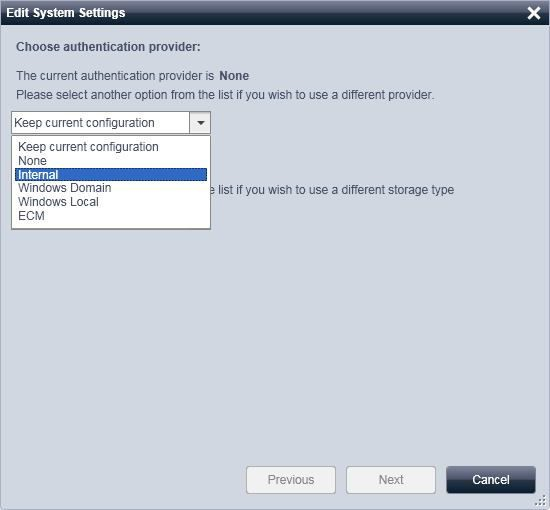 Edit System Settings
Choose authentication provider:
The current authentication provider is None
Please select another option from the list if you wish to use a different provider.
Keep current configuration
Keep current configuration
None
Internal
Windows Domain
list if you wish to use a different storage type
Windows Local
ECM
Previous
Next
Cancel